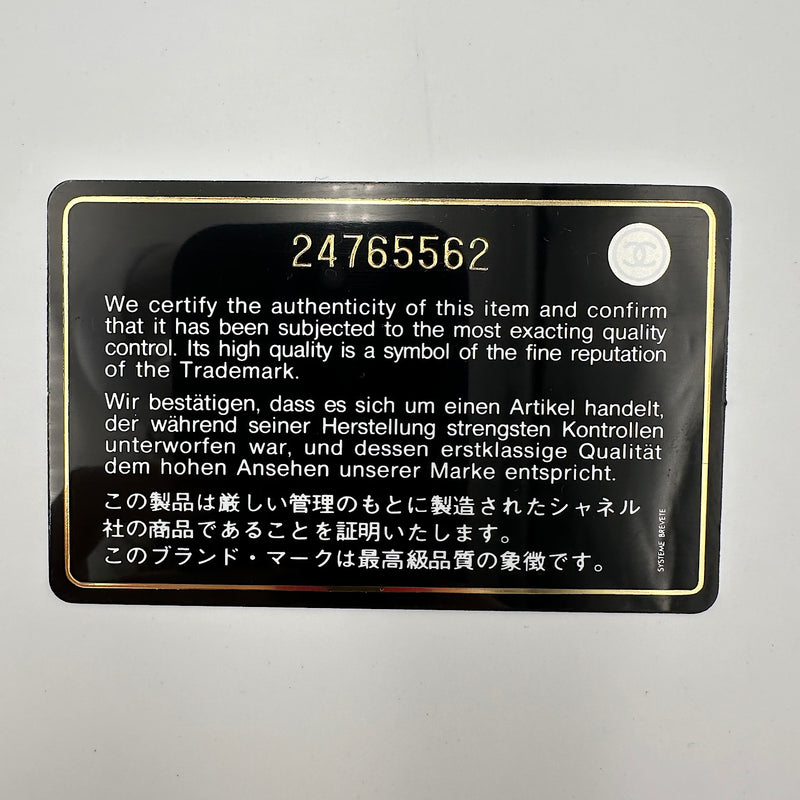 24765562
We certify the authenticity of this item and confirm
that it has been subjected to the most exacting quality
control. Its high quality is a symbol of the fine reputation
of the Trademark.
Wir bestätigen, dass es sich um einen Artikel handelt,
der während seiner Herstellung strengsten Kontrollen
unterworfen war, und dessen erstklassige Qualität
dem hohen Ansehen unserer Marke entspricht.
この製品は厳しい管理のもとに製造されたシャネル
社の商品であることを証明いたします。
このブランド・マークは最高級品質の象徴です。
SYSTEME BREVETE